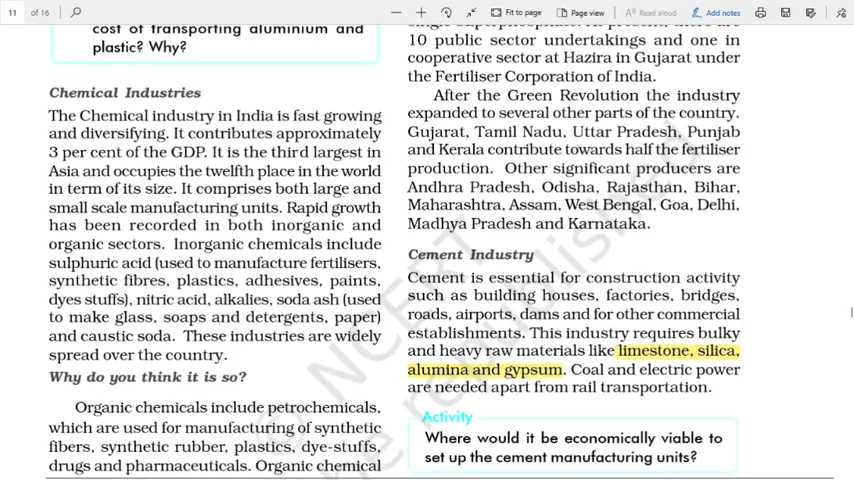 11 of 16
Fit to page
Page view
Read aloud
Add notes
cost of transporting aluminium and
plastic? Why?
Chemical Industries
The Chemical industry in India is fast growing
and diversifying. It contributes approximately
3 per cent of the GDP. It is the third largest in
Asia and occupies the twelfth place in the world
in term of its size. It comprises both large and
small scale manufacturing units. Rapid growth
has been recorded in both inorganic and
organic sectors. Inorganic chemicals include
sulphuric acid (used to manufacture fertilisers,
synthetic fibres, plastics, adhesives, paints,
dyes stuffs), nitric acid, alkalies, soda ash (used
to make glass, soaps and detergents, paper)
and caustic soda. These industries are widely
spread over the country.
Why do you think it is so?
Organic chemicals include petrochemicals,
which are used for manufacturing of synthetic
fibers, synthetic rubber, plastics, dye-stuffs,
drugs and pharmaceuticals. Organic chemical
10 public sector undertakings and one in
cooperative sector at Hazira in Gujarat under
the Fertiliser Corporation of India.
After the Green Revolution the industry
expanded to several other parts of the country.
Gujarat, Tamil Nadu, Uttar Pradesh, Punjab
and Kerala contribute towards half the fertiliser
production. Other significant producers are
Andhra Pradesh, Odisha, Rajasthan, Bihar,
Maharashtra, Assam, West Bengal, Goa, Delhi,
Madhya Pradesh and Karnataka.
Cement Industry
Cement is essential for construction activity
such as building houses, factories, bridges,
roads, airports, dams and for other commercial
establishments. This industry requires bulky
and heavy raw materials like limestone, silica,
alumina and gypsum. Coal and electric power
are needed apart from rail transportation.
Activity
Where would it be economically viable to
set up the cement manufacturing units?
© NCERT
be republished